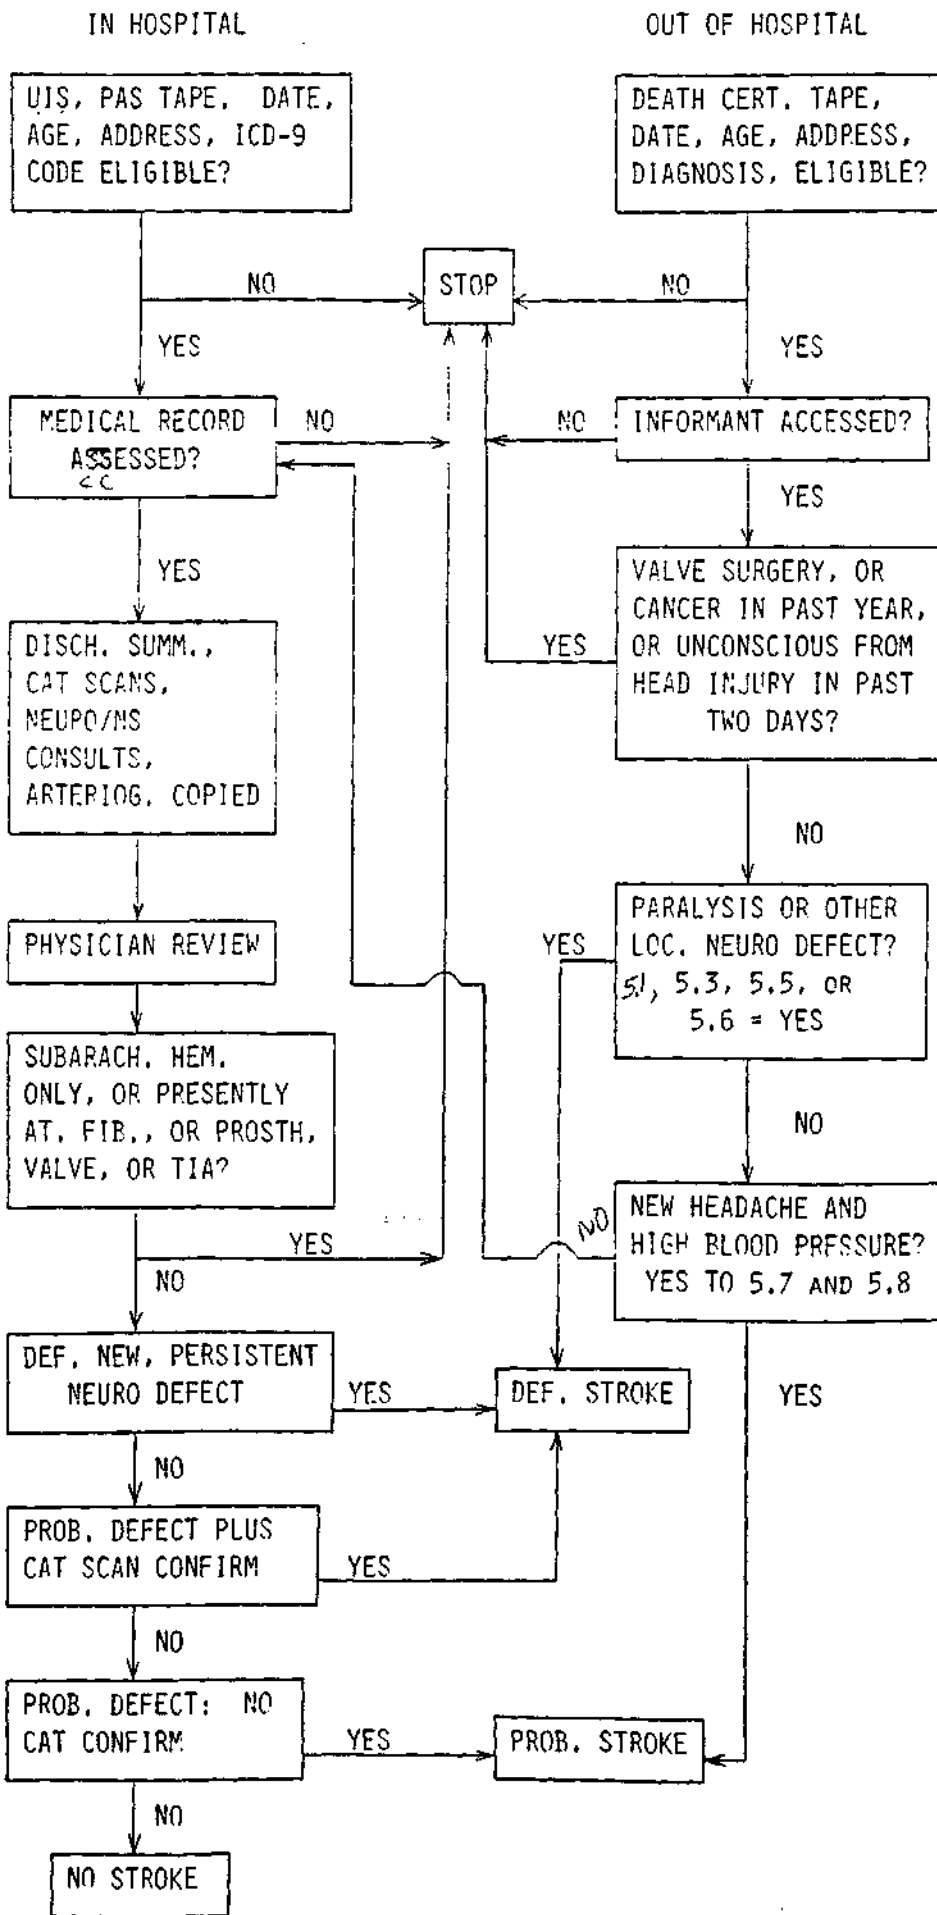 IN HOSPITAL
OUT OF HOSPITAL
UIS, PAS TAPE, DATE,
AGE, ADDRESS, ICD-9
CODE ELIGIBLE?
DEATH CERT. TAPE,
DATE, AGE, ADDRESS,
DIAGNOSIS, ELIGIBLE?
NO
STOP
NO
YES
YES
MEDICAL RECORD
ASSESSED?
CC
NO
NO
INFORMANT ACCESSED?
YES
YES
VALVE SURGERY, OR
CANCER IN PAST YEAR,
OR UNCONSCIOUS FROM
HEAD INJURY IN PAST
TWO DAYS?
YES
DISCH. SUMM.,
CAT SCANS,
NEURO/NS
CONSULTS,
ARTERIOG. COPIED
NO
PHYSICIAN REVIEW
YES
PARALYSIS OR OTHER
LOC. NEURO DEFECT?
5.1, 5.3, 5.5, OR
5.6 = YES
SUBARACH. HEM.
ONLY, OR PRESENTLY
AT. FIB., OR PROSTH,
VALVE, OR TIA?
NO
YES
NO
NO
NEW HEADACHE AND
HIGH BLOOD PRESSURE?
YES TO 5.7 AND 5.8
DEF. NEW, PERSISTENT
NEURO DEFECT
YES
DEF. STROKE
YES
NO
PROB. DEFECT PLUS
CAT SCAN CONFIRM
YES
NO
PROB. DEFECT: NO
CAT CONFIRM
YES
PROB. STROKE
NO
NO STROKE